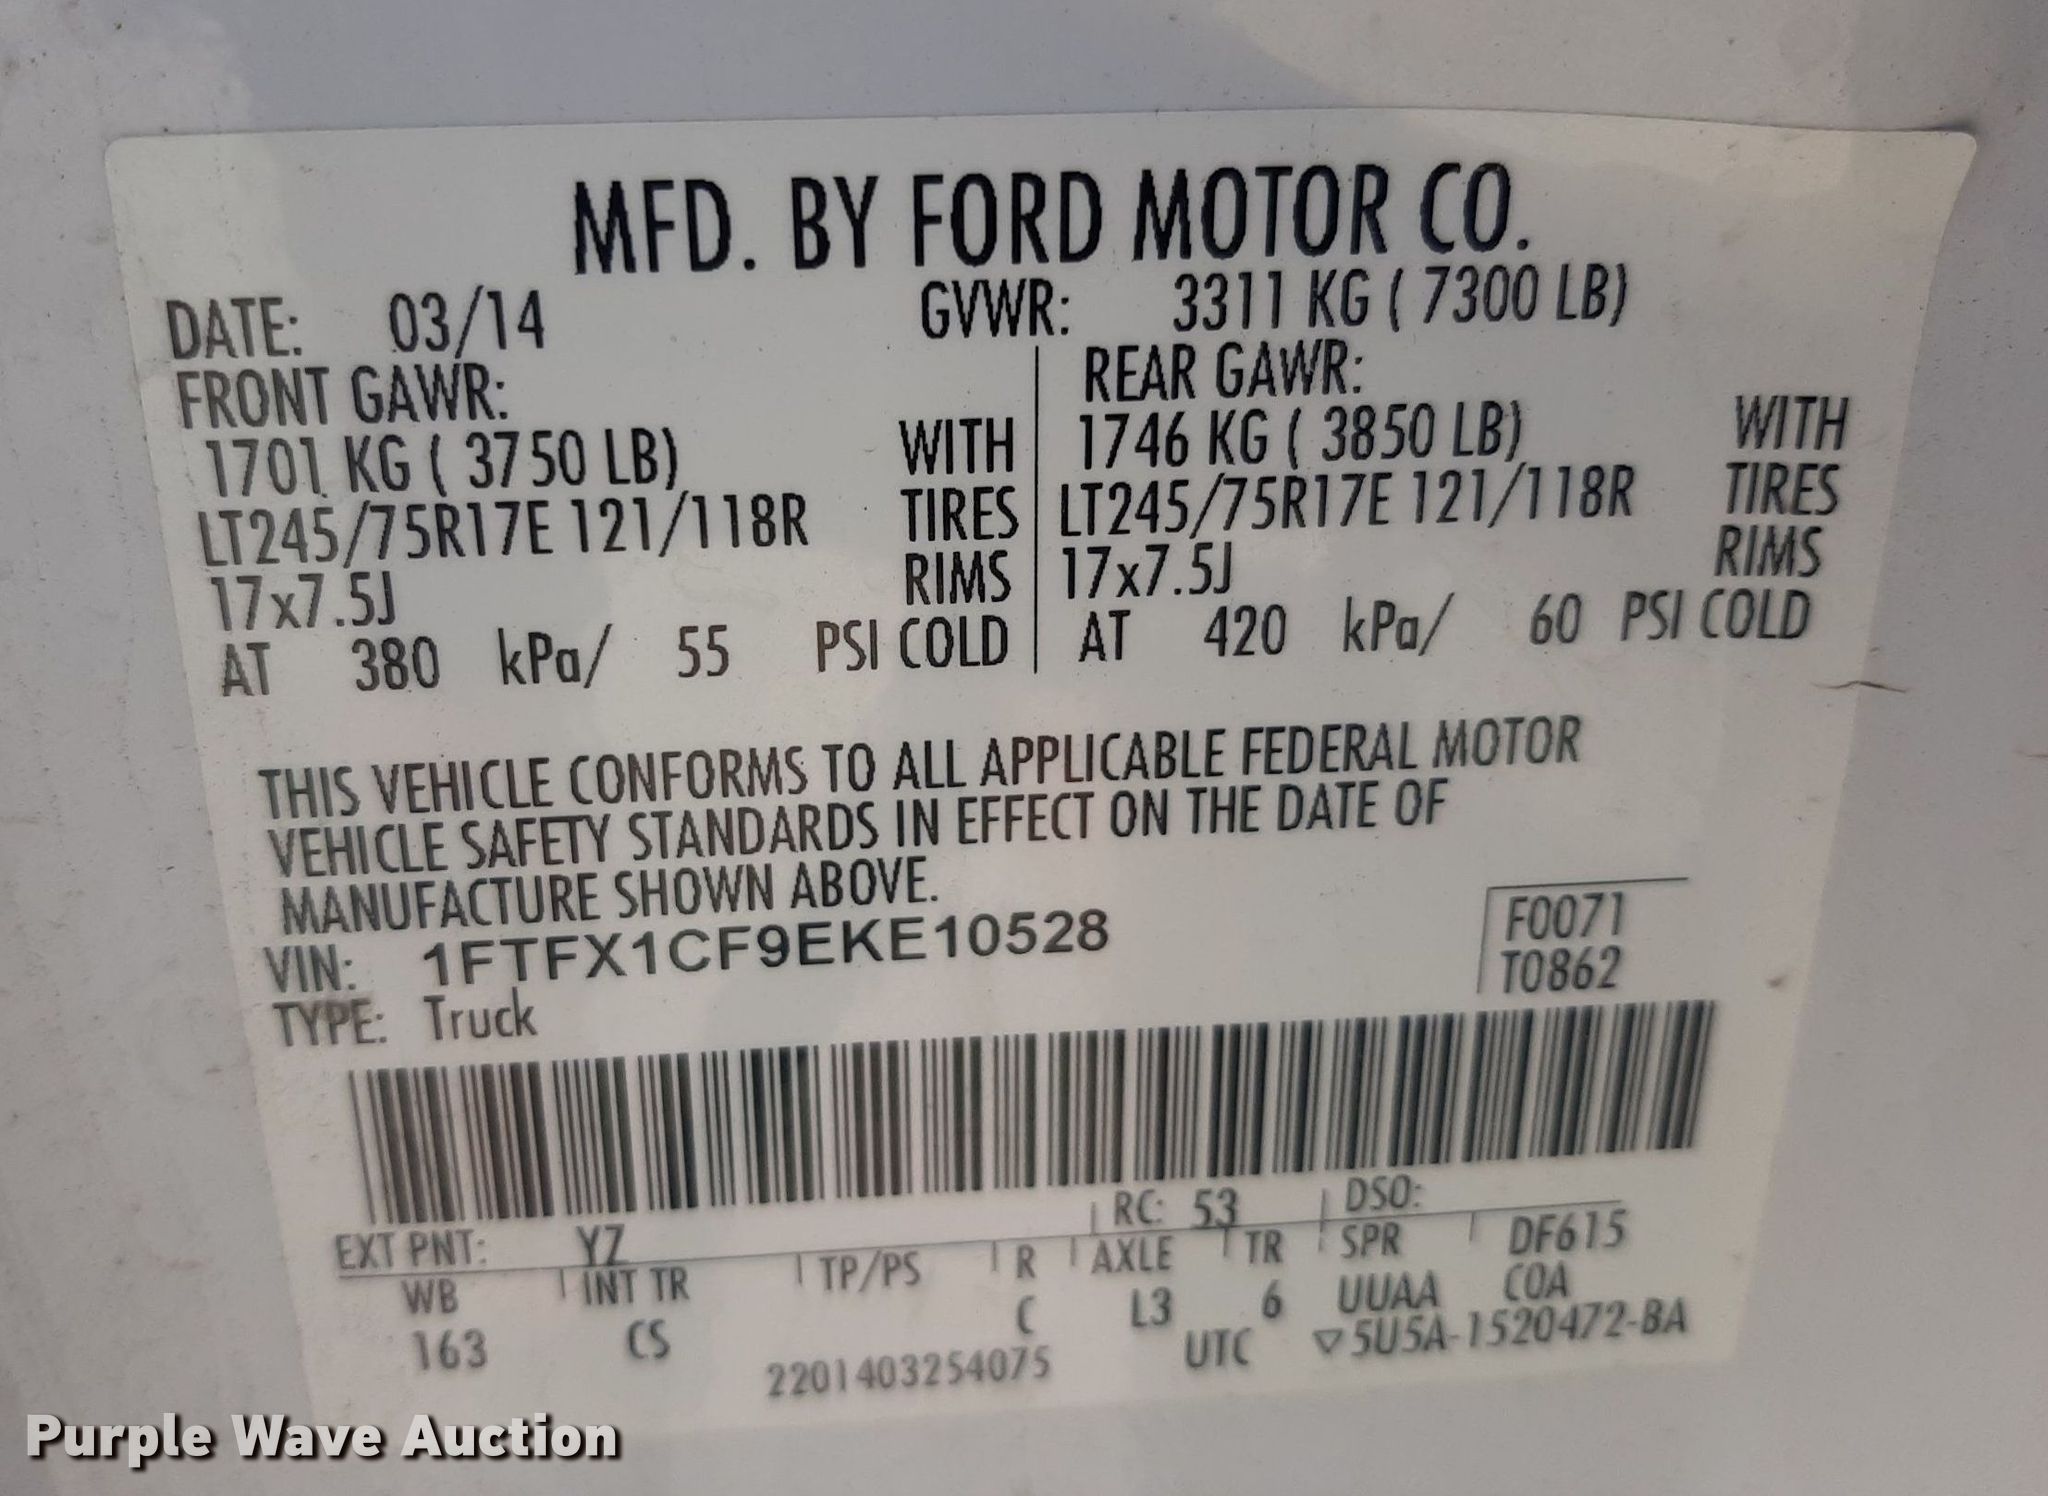 MFD. BY FORD MOTOR CO.
DATE: 03/14 GVWR: 3311 KG ( 7300 LB)
FRONT GAWR: REAR GAWR:
1701 KG ( 3750 LB) WITH 1746 KG ( 3850 LB) WITH
LT245/75R17E 121/118R TIRES LT245/75R17E 121/118R TIRES
17x7.5J RIMS 17x7.5J RIMS
AT 380 kPa/ 55 PSI COLD AT 420 kPa/ 60 PSI COLD
THIS VEHICLE CONFORMS TO ALL APPLICABLE FEDERAL MOTOR
VEHICLE SAFETY STANDARDS IN EFFECT ON THE DATE OF
MANUFACTURE SHOWN ABOVE.
VIN: 1FTFX1CF9EKE10528 F0071
TYPE: Truck T0862
EXT PNT: YZ RC: 53 DSO:
WB INT TR TP/PS R AXLE TR SPR DF615
163 CS C L3 6 UUAA COA
2201403254075 UTC ▽5U5A-1520472-BA
Purple Wave Auction